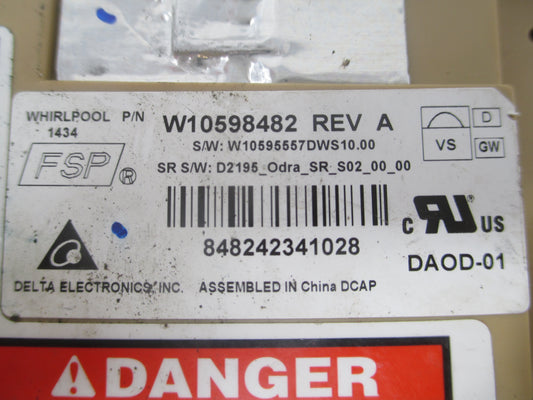 WHIRLPOOL P/N W10598482 REV A
1434
S/W: W10595557DWS10.00
SR S/W: D2195_Odra_SR_S02_00_00
D
VS
GW
FSP ®
848242341028
c RU US
DAOD-01
DELTA ELECTRONICS, INC. ASSEMBLED IN China DCAP
DANGER